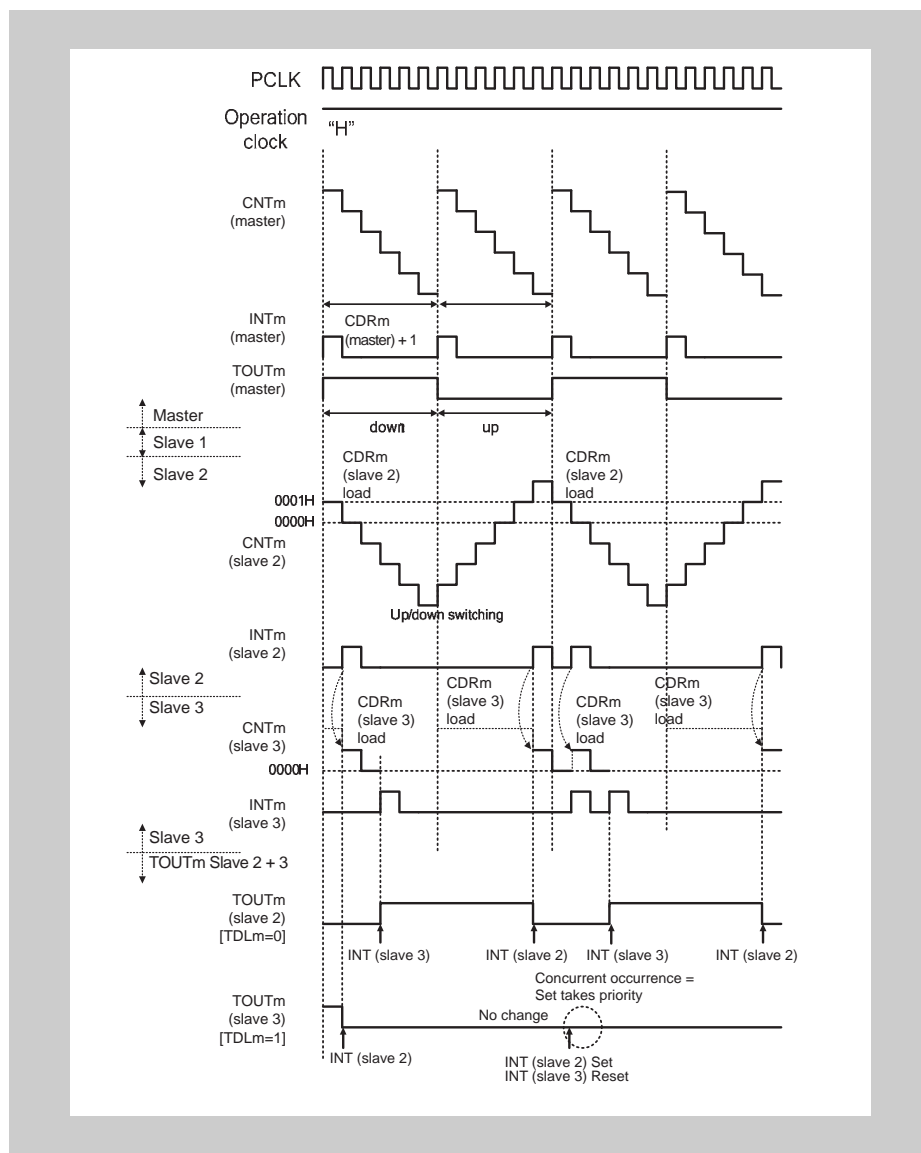 PCLK
Operation
clock
“H”
CNTm
(master)
INTm
(master)
CDRm
(master) + 1
TOUTm
(master)
Master
down
up
Slave 1
Slave 2
CDRm
(slave 2)
load
CDRm
(slave 2)
load
0001H
0000H
CNTm
(slave 2)
Up/down switching
INTm
(slave 2)
Slave 2
Slave 3
CDRm
(slave 3)
load
CDRm
(slave 3)
load
CDRm
(slave 3)
load
CDRm
(slave 3)
load
CNTm
(slave 3)
0000H
INTm
(slave 3)
Slave 3
TOUTm Slave 2 + 3
TOUTm
(slave 2)
[TDLm=0]
INT (slave 3)
INT (slave 2)
INT (slave 3)
INT (slave 2)
Concurrent occurrence =
Set takes priority
TOUTm
(slave 3)
[TDLm=1]
No change
INT (slave 2)
INT (slave 2) Set
INT (slave 3) Reset